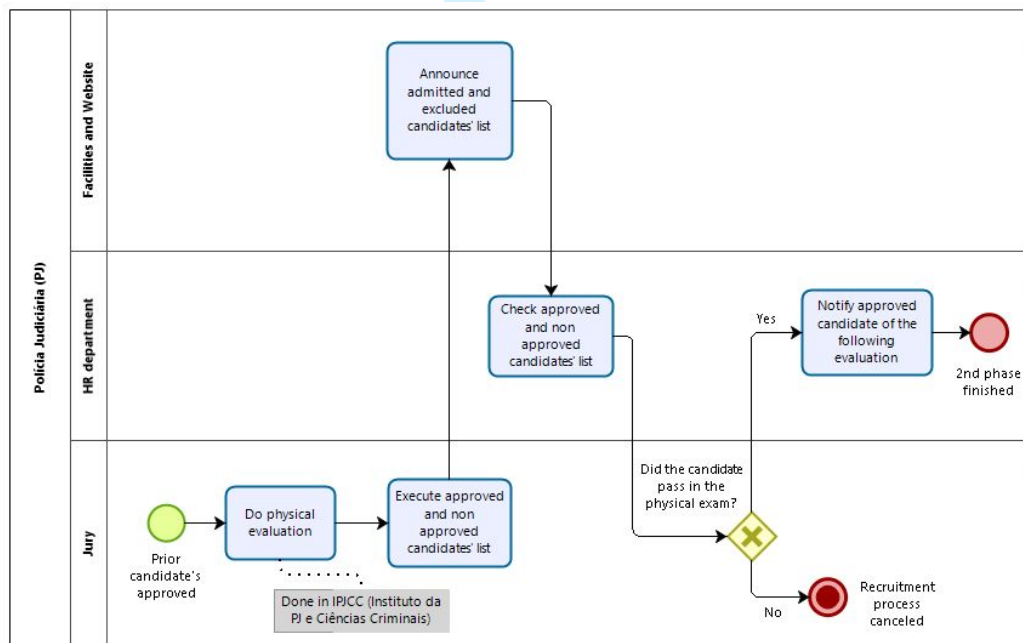 Polícia Judiciária (PJ)
Facilities and Website
Announce
admitted and
excluded
candidates' list
HR department
Check approved
and non
approved
candidates' list
Yes
Notify approved
candidate of the
following
evaluation
2nd phase
finished
Jury
Prior
candidate's
approved
Do physical
evaluation
Done in IPJCC (Instituto da
PJ e Ciências Criminais)
Execute approved
and non
approved
candidates' list
Did the candidate
pass in the
physical exam?
No
Recruitment
process
canceled